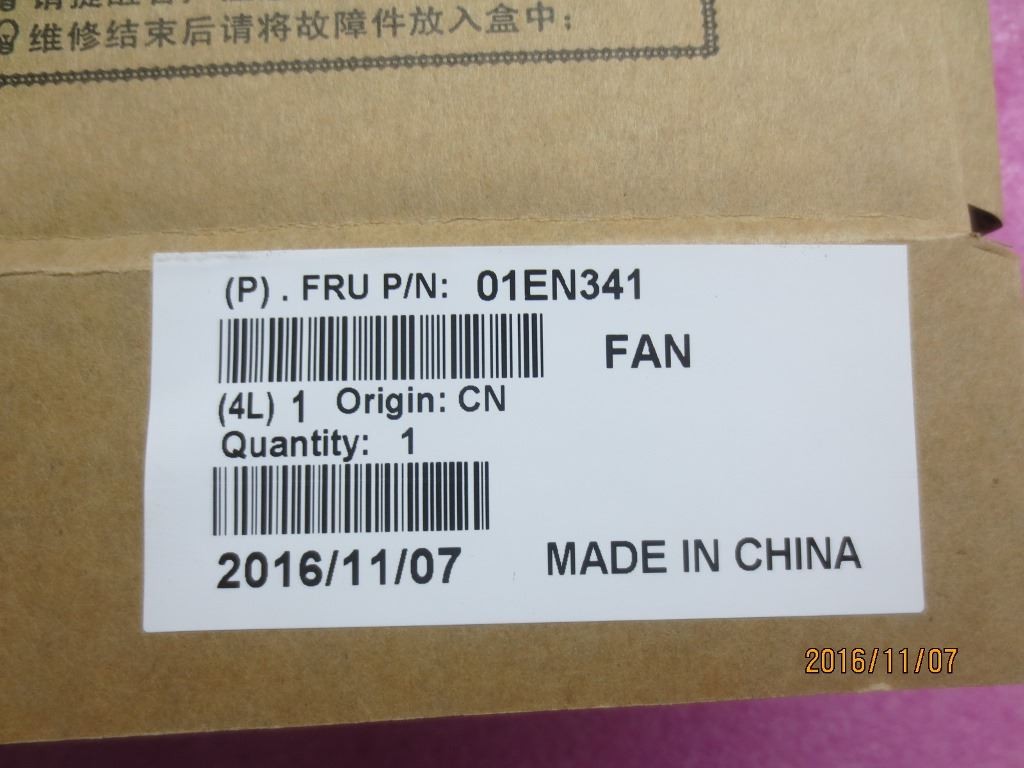 维修结束后请将故障件放入盒中;
(P) . FRU P/N: 01EN341
FAN
(4L) 1 Origin: CN
Quantity: 1
2016/11/07
MADE IN CHINA
2016/11/07